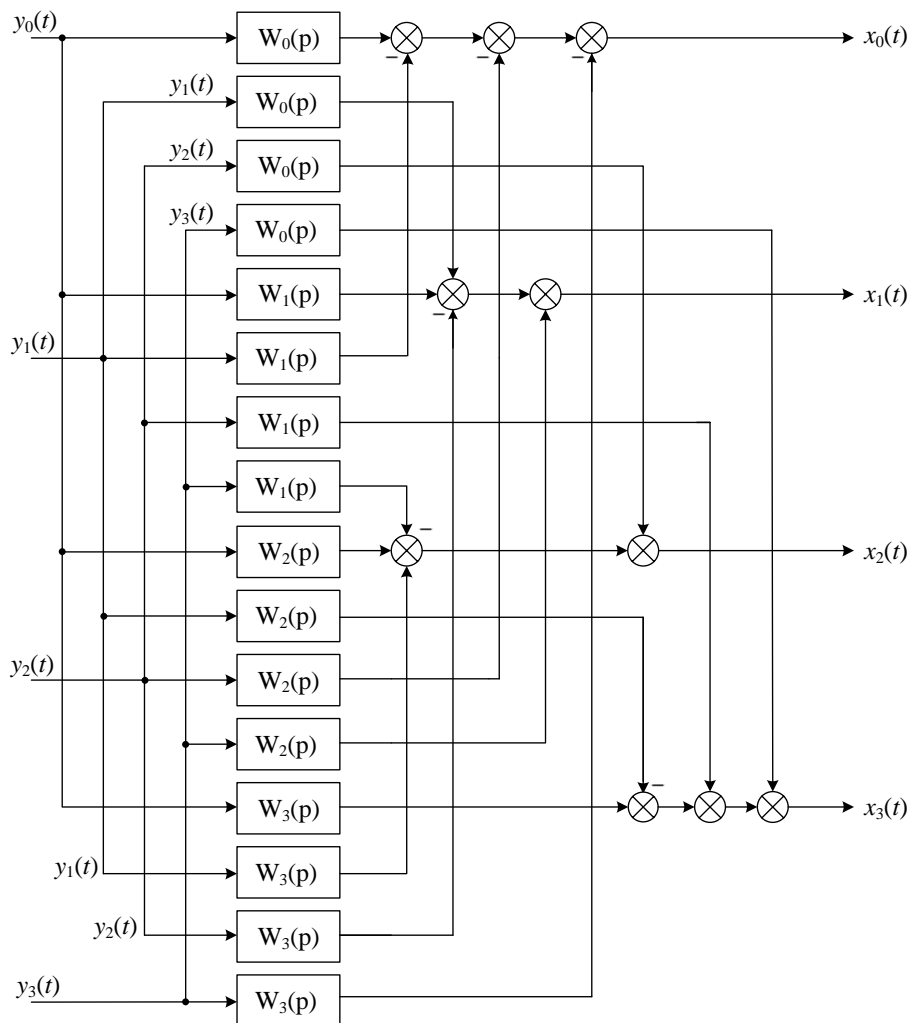 y₀(t) W₀(p) – – – x₀(t)
y₁(t) W₀(p)
y₂(t) W₀(p)
y₃(t) W₀(p)
W₁(p) – x₁(t)
y₁(t) W₁(p)
W₁(p)
W₁(p) –
W₂(p) x₂(t)
W₂(p)
y₂(t) W₂(p)
W₂(p)
W₃(p) – x₃(t)
y₁(t) W₃(p)
y₂(t) W₃(p)
y₃(t) W₃(p)